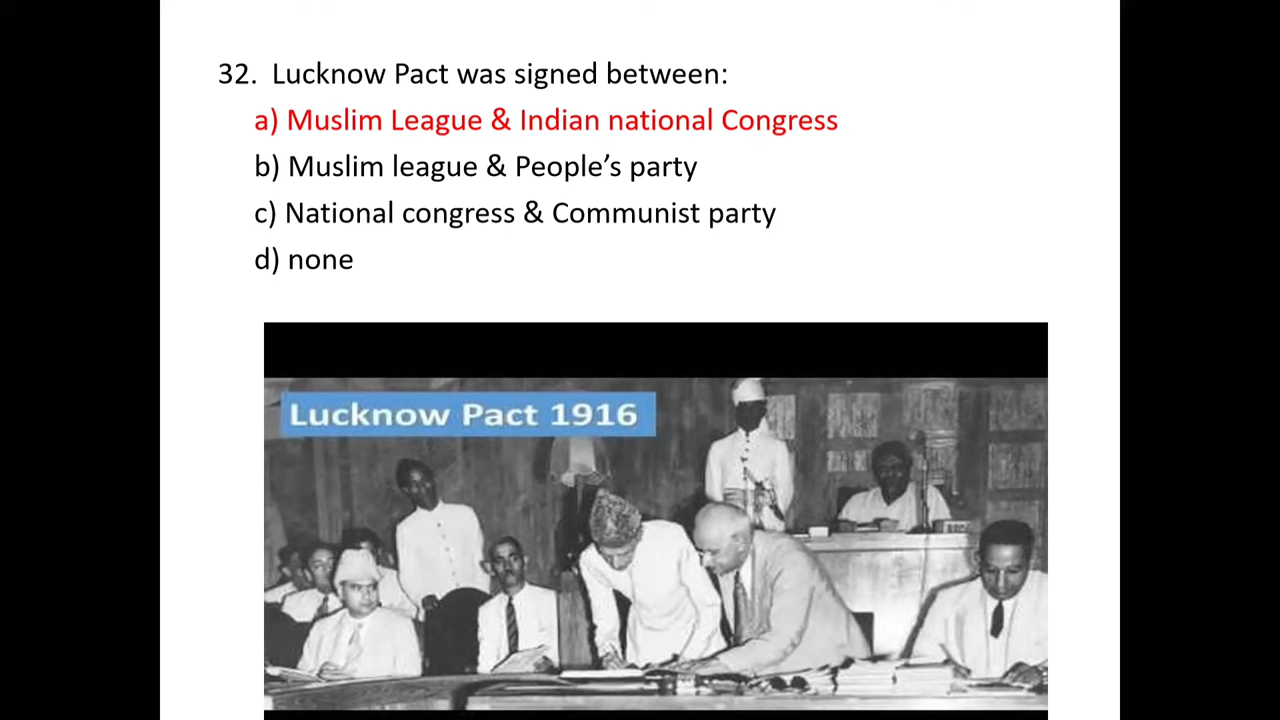 32. Lucknow Pact was signed between:
a) Muslim League & Indian national Congress
b) Muslim league & People’s party
c) National congress & Communist party
d) none
Lucknow Pact 1916